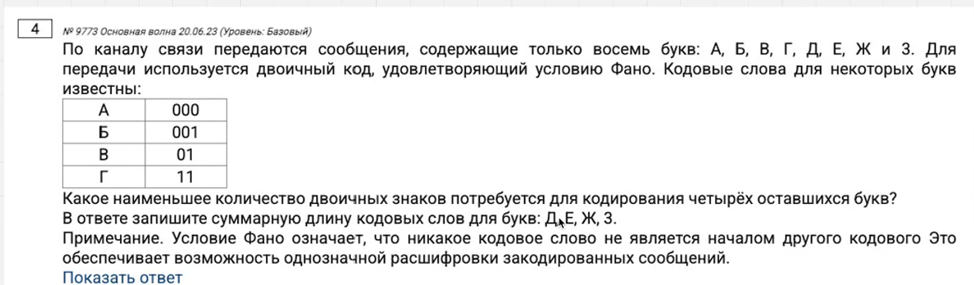 4
№ 9773 Основная волна 20.06.23 (Уровень: Базовый)
По каналу связи передаются сообщения, содержащие только восемь букв: А, Б, В, Г, Д, Е, Ж и З. Для
передачи используется двоичный код, удовлетворяющий условию Фано. Кодовые слова для некоторых букв
известны:
А 000
Б 001
В 01
Г 11
Какое наименьшее количество двоичных знаков потребуется для кодирования четырёх оставшихся букв?
В ответе запишите суммарную длину кодовых слов для букв: Д, Е, Ж, З.
Примечание. Условие Фано означает, что никакое кодовое слово не является началом другого кодового Это
обеспечивает возможность однозначной расшифровки закодированных сообщений.
Показать ответ